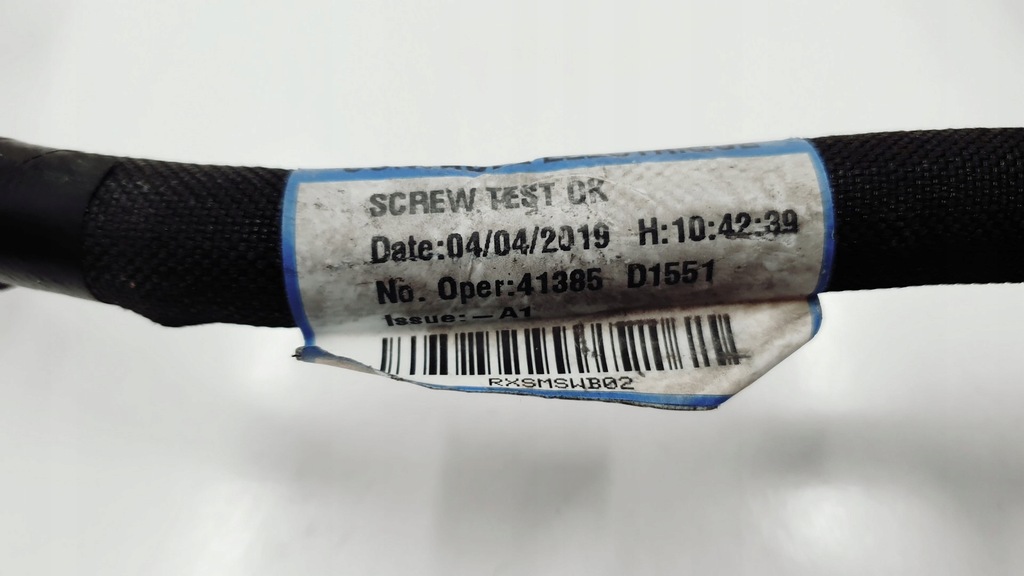 SCREW TEST OK
Date:04/04/2019 H:10:42:39
No. Oper:41385 D1551
Issue:-A1
RXSMSWB02